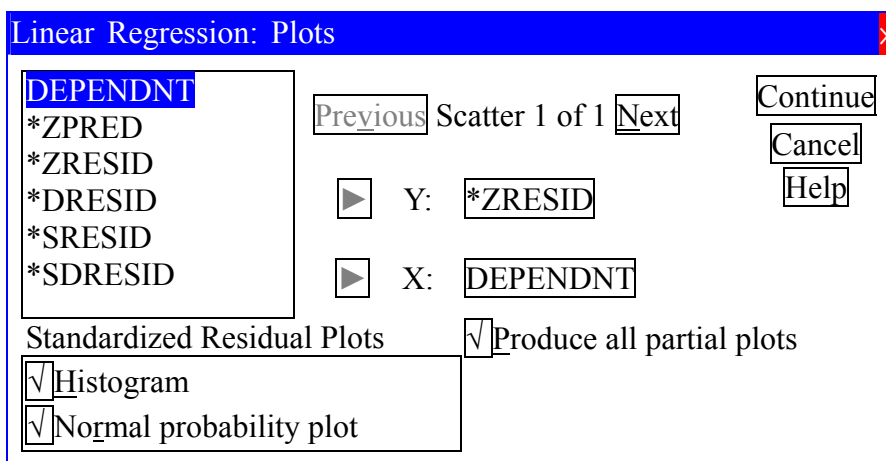 Linear Regression: Plots ×
DEPENDNT
*ZPRED
*ZRESID
*DRESID
*SRESID
*SDRESID
Previous Scatter 1 of 1 Next
► Y: *ZRESID
► X: DEPENDNT
Continue
Cancel
Help
Standardized Residual Plots
√ Histogram
√ Normal probability plot
√ Produce all partial plots